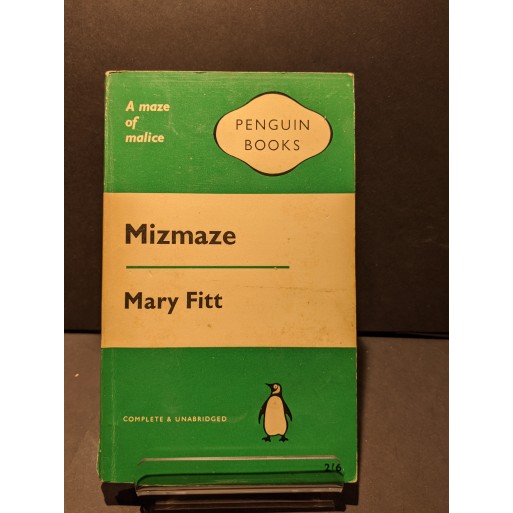 A maze
of
malice
PENGUIN
BOOKS
Mizmaze
Mary Fitt
COMPLETE & UNABRIDGED
2/6